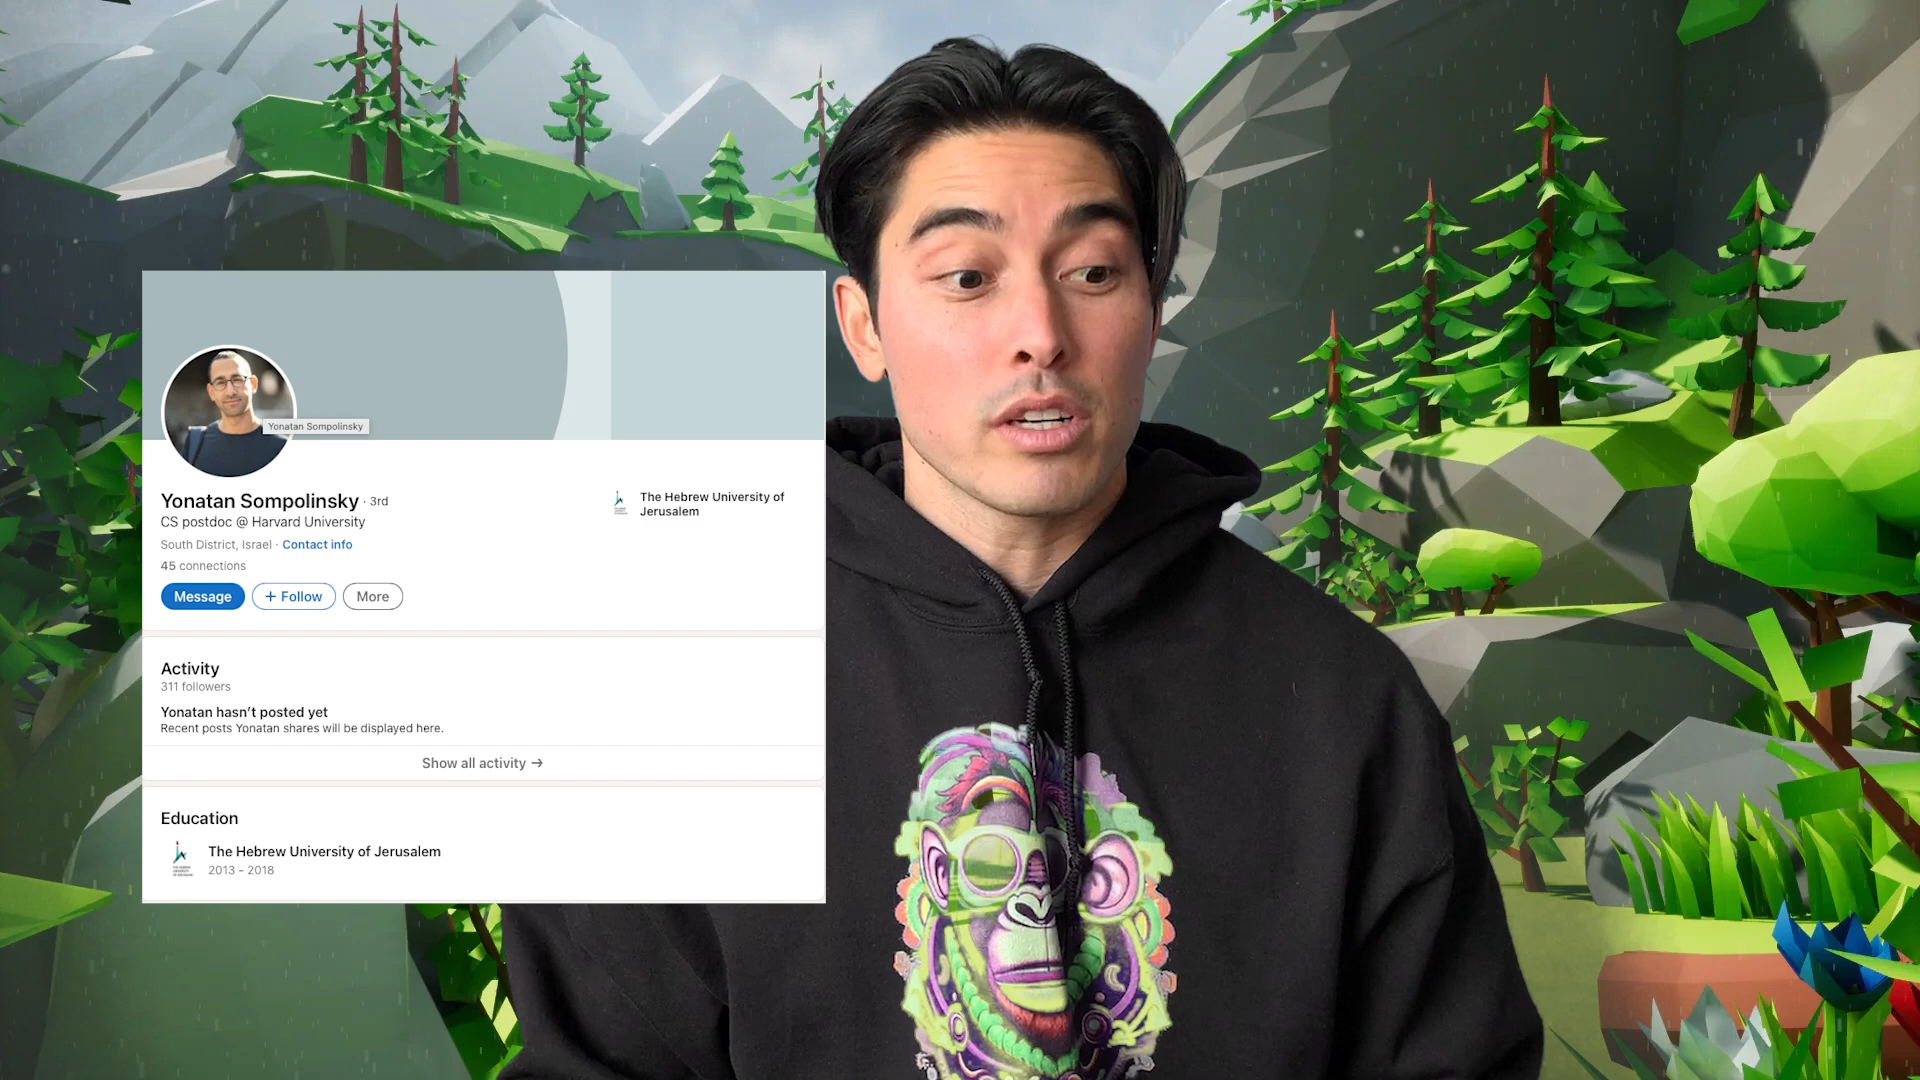 Yonatan Sompolinsky
Yonatan Sompolinsky · 3rd
CS postdoc @ Harvard University
South District, Israel · Contact info
45 connections
Message
+ Follow
More
The Hebrew University of
Jerusalem
Activity
311 followers
Yonatan hasn't posted yet
Recent posts Yonatan shares will be displayed here.
Show all activity →
Education
The Hebrew University of Jerusalem
2013 - 2018